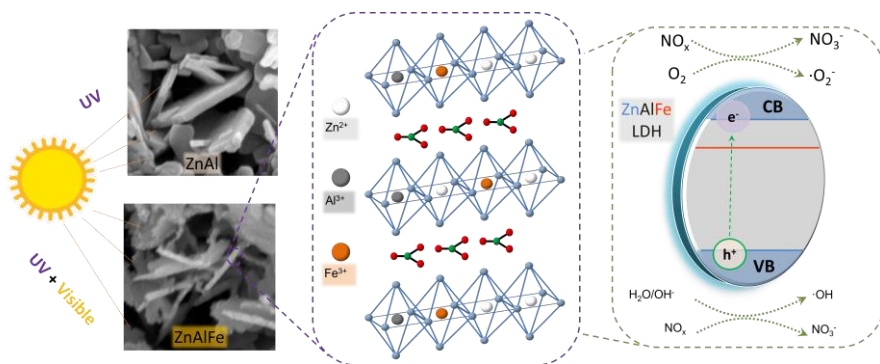 UV
ZnAl
UV + Visible
ZnAlFe
Zn²⁺
Al³⁺
Fe³⁺
NOₓ
NO₃⁻
O₂
·O₂⁻
ZnAlFe
LDH
e⁻
CB
h⁺
VB
H₂O/OH⁻
·OH
NOₓ
NO₃⁻